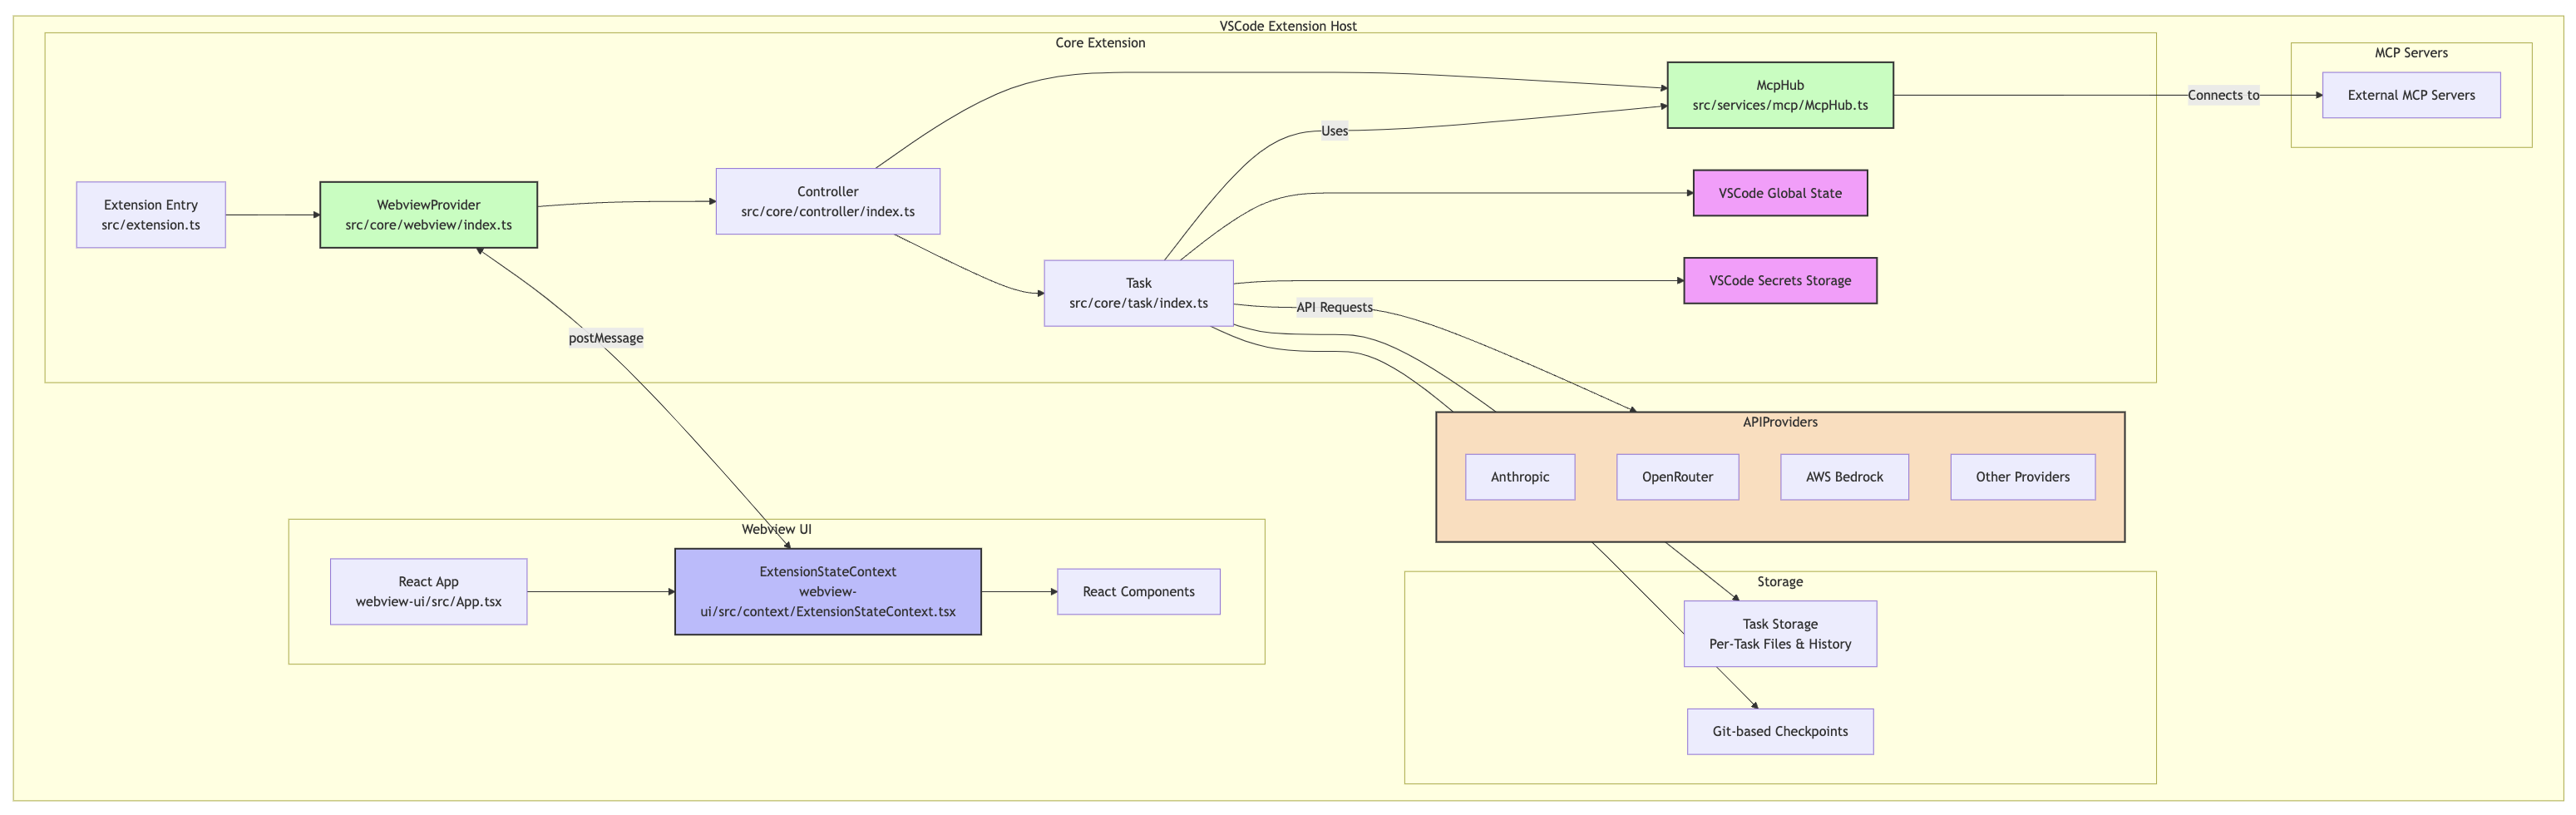 VSCode Extension Host
Core Extension
MCP Servers
McpHub
src/services/mcp/McpHub.ts
Connects to
External MCP Servers
Uses
Extension Entry
src/extension.ts
WebviewProvider
src/core/webview/index.ts
Controller
src/core/controller/index.ts
VSCode Global State
Task
src/core/task/index.ts
VSCode Secrets Storage
API Requests
postMessage
APIProviders
Anthropic
OpenRouter
AWS Bedrock
Other Providers
Webview UI
React App
webview-ui/src/App.tsx
ExtensionStateContext
webview-
ui/src/context/ExtensionStateContext.tsx
React Components
Storage
Task Storage
Per-Task Files & History
Git-based Checkpoints